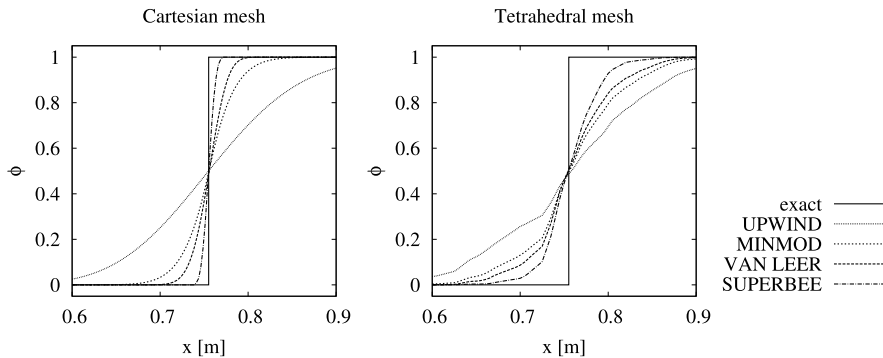 Cartesian mesh
1
0.8
0.6
0.4
0.2
0
ϕ
0.6 0.7 0.8 0.9
x [m]
Tetrahedral mesh
1
0.8
0.6
0.4
0.2
0
ϕ
0.6 0.7 0.8 0.9
x [m]
exact
UPWIND
MINMOD
VAN LEER
SUPERBEE